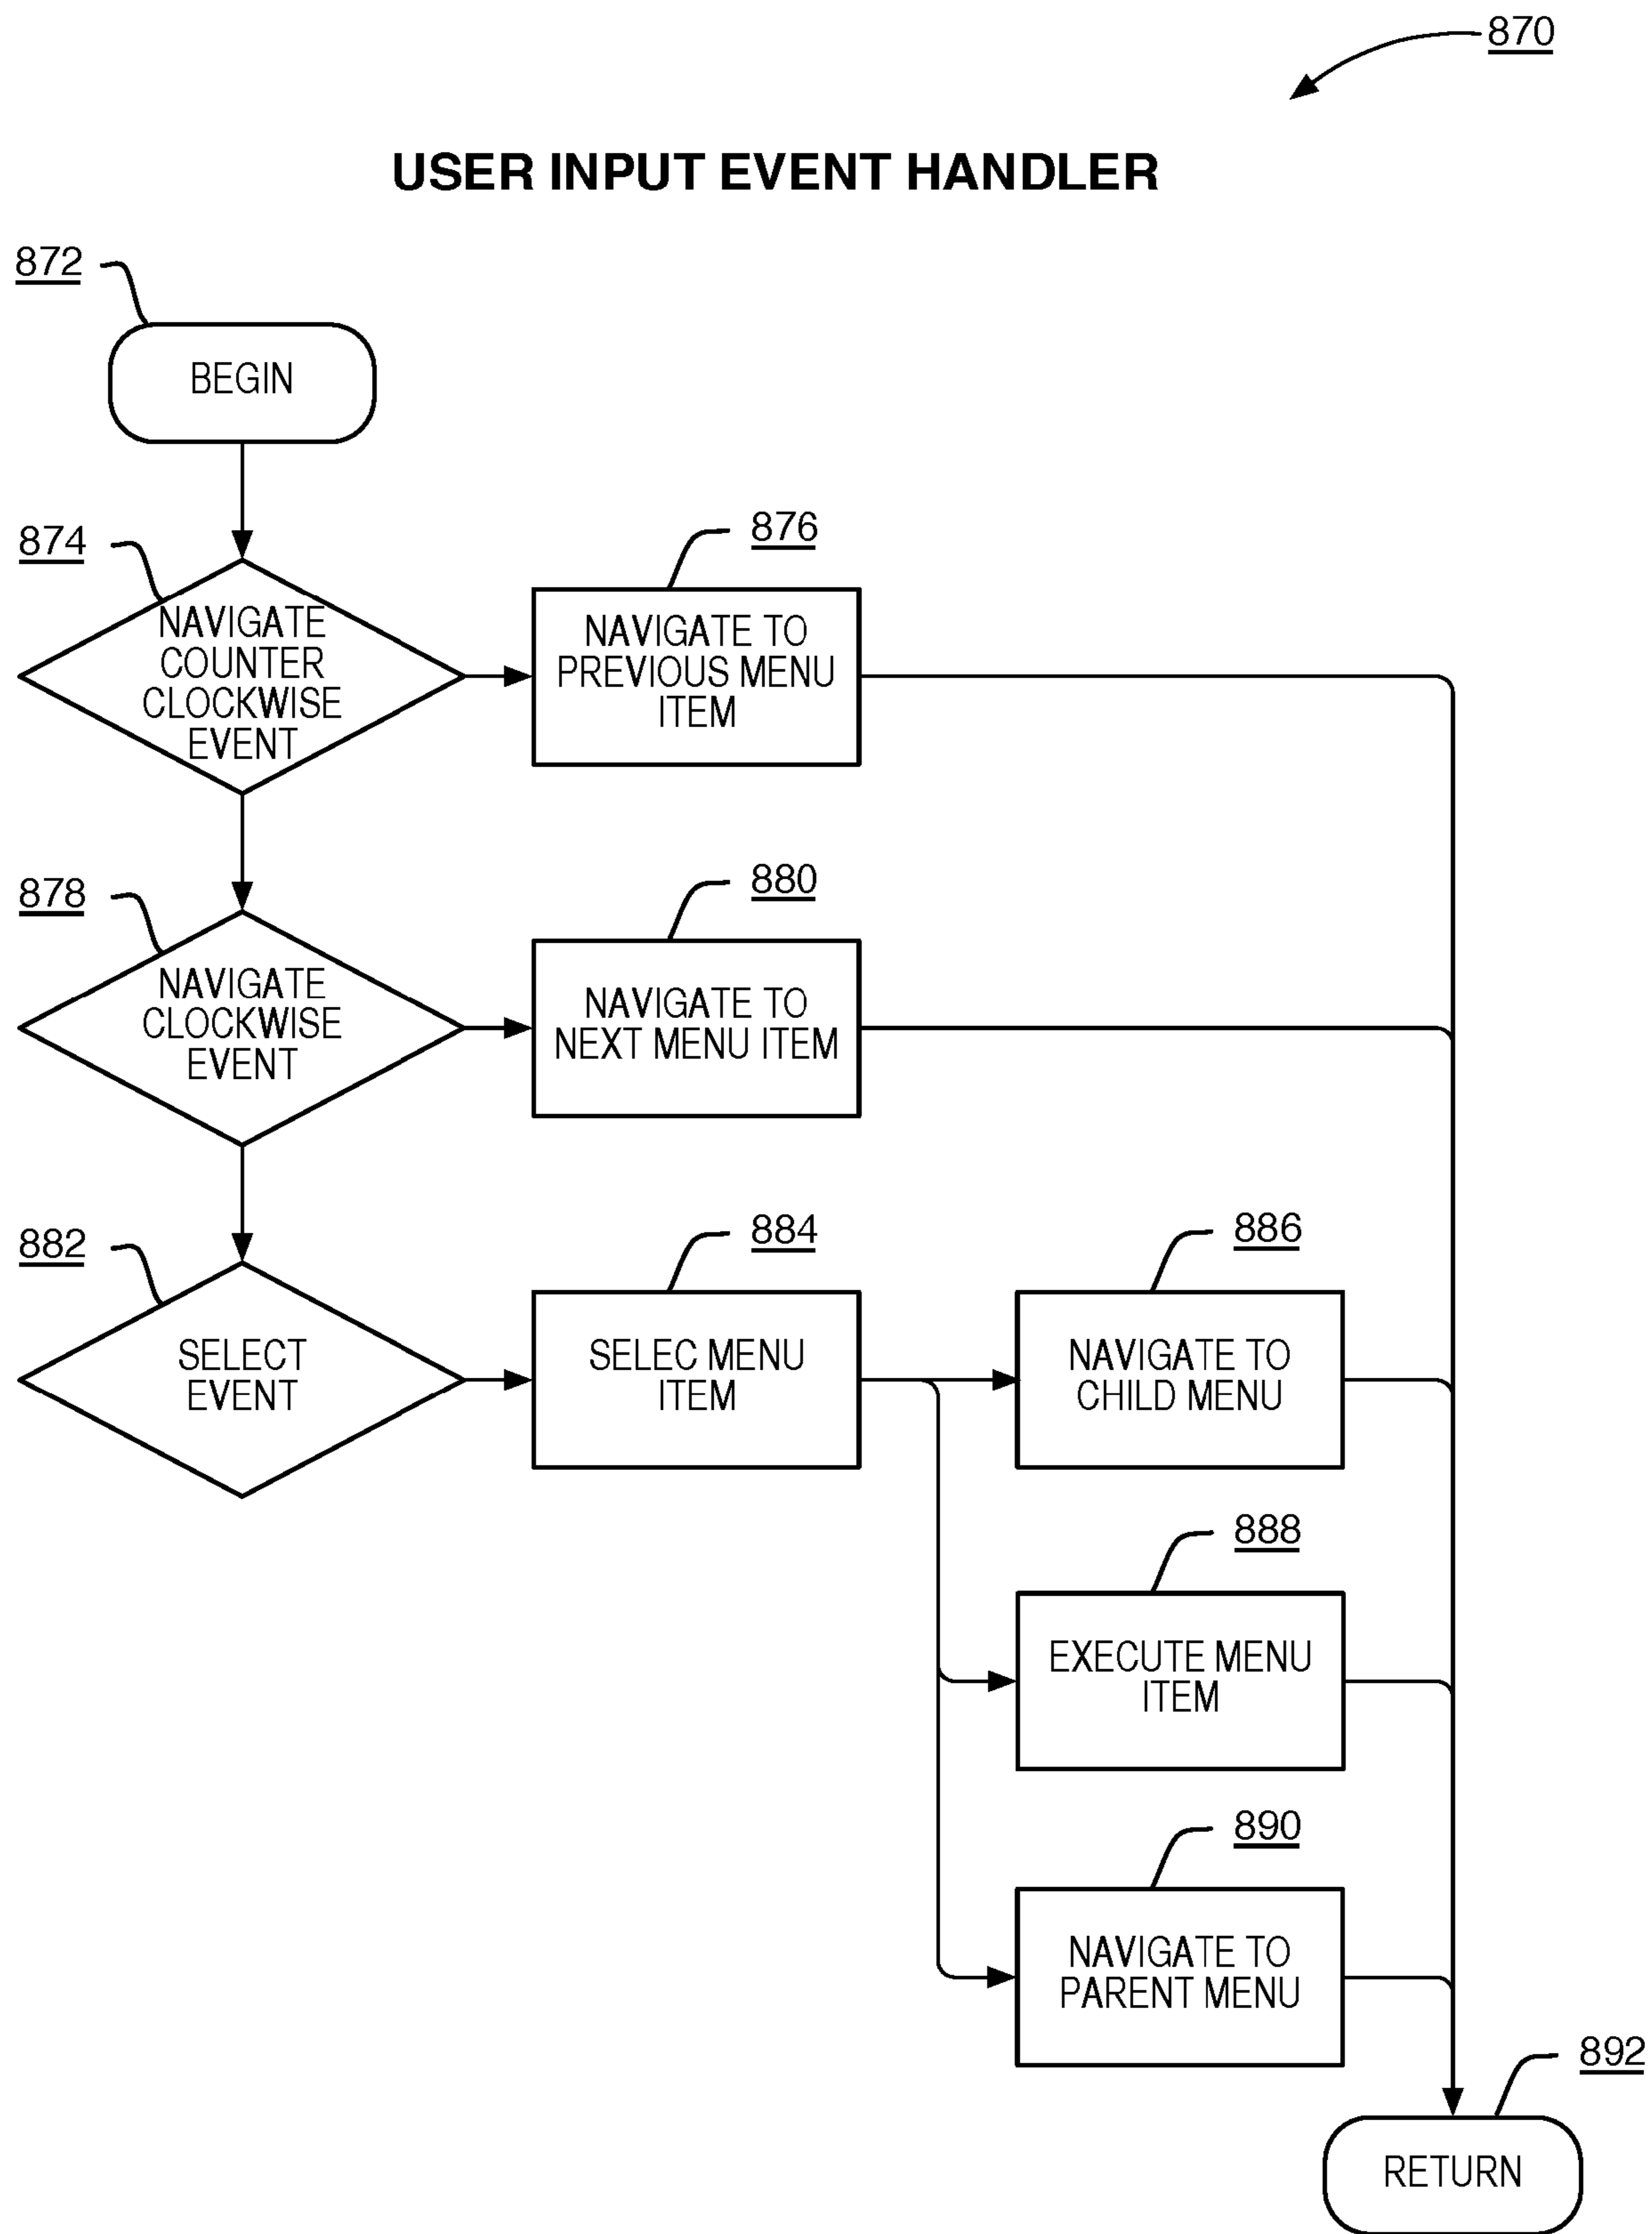 870
USER INPUT EVENT HANDLER
872
BEGIN
874
NAVIGATE
COUNTER
CLOCKWISE
EVENT
876
NAVIGATE TO
PREVIOUS MENU
ITEM
878
NAVIGATE
CLOCKWISE
EVENT
880
NAVIGATE TO
NEXT MENU ITEM
882
SELECT
EVENT
884
SELEC MENU
ITEM
886
NAVIGATE TO
CHILD MENU
888
EXECUTE MENU
ITEM
890
NAVIGATE TO
PARENT MENU
892
RETURN